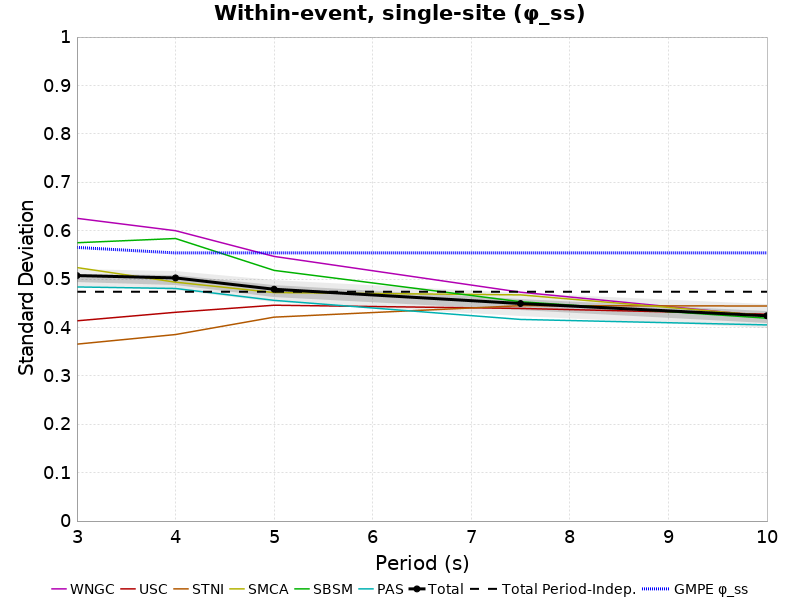 Within-event, single-site (φ_ss)
1
0.9
0.8
0.7
0.6
0.5
0.4
0.3
0.2
0.1
0
Standard Deviation
3 4 5 6 7 8 9 10
Period (s)
WNGC USC STNI SMCA SBSM PAS Total Total Period-Indep. GMPE φ_ss